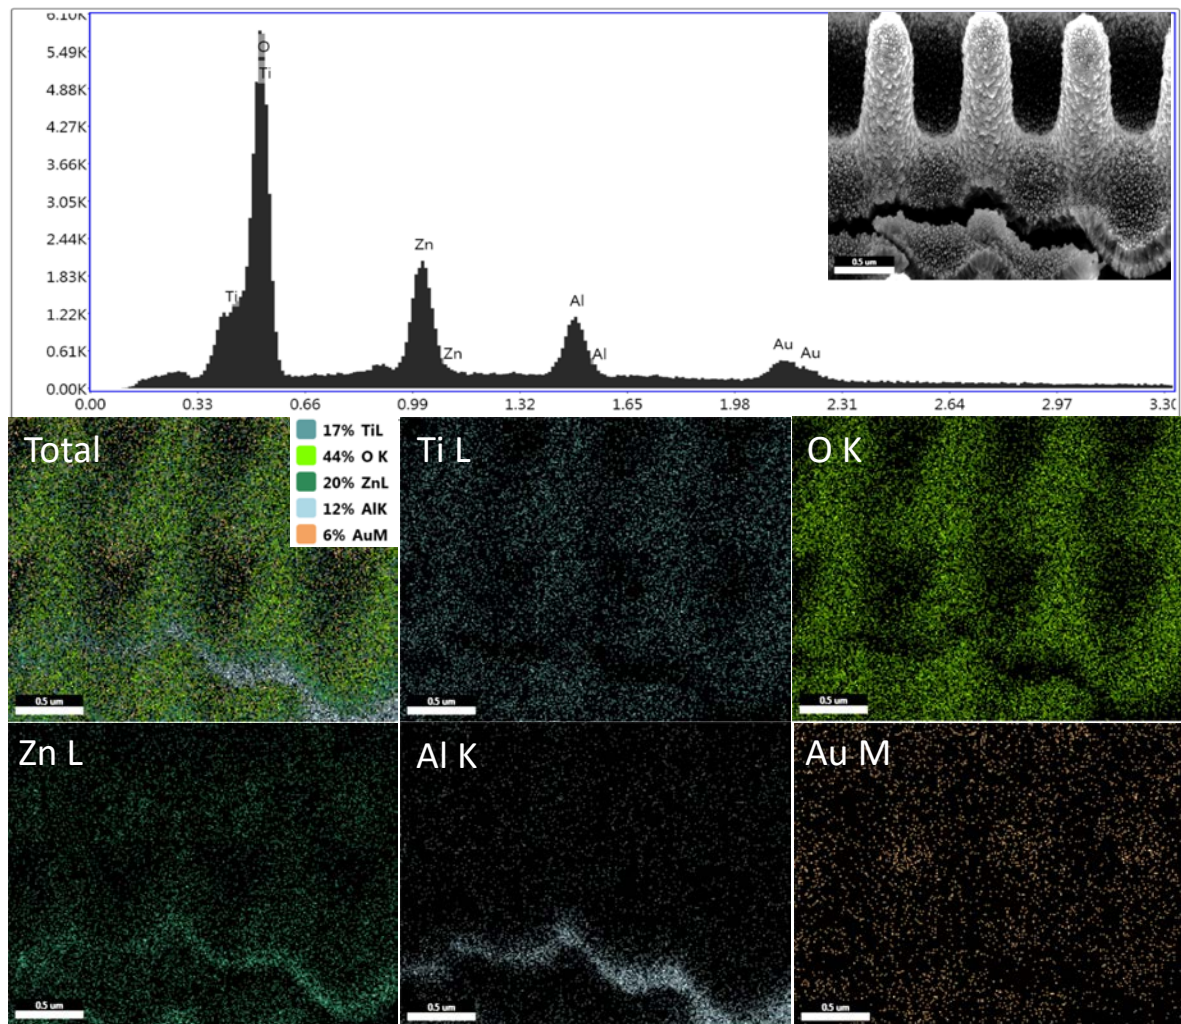 6.10K
5.49K
4.88K
4.27K
3.66K
3.05K
2.44K
1.83K
1.22K
0.61K
0.00K
O
Ti
Ti
Zn
Zn
Al
Al
Au
Au
0.5 um
0.00 0.33 0.66 0.99 1.32 1.65 1.98 2.31 2.64 2.97 3.30
Total
17% TiL
44% O K
20% ZnL
12% AlK
6% AuM
0.5 um
Ti L
0.5 um
O K
0.5 um
Zn L
0.5 um
Al K
0.5 um
Au M
0.5 um